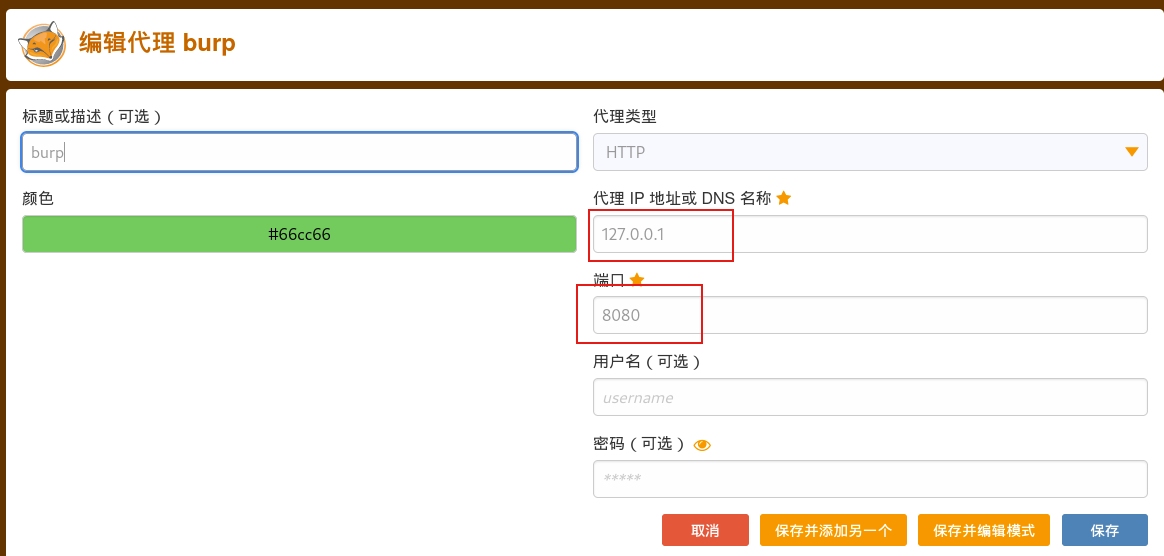 编辑代理 burp
标题或描述（可选）
burp
颜色
#66cc66
代理类型
HTTP
代理 IP 地址或 DNS 名称
127.0.0.1
端口
8080
用户名（可选）
username
密码（可选）
*****
取消
保存并添加另一个
保存并编辑模式
保存